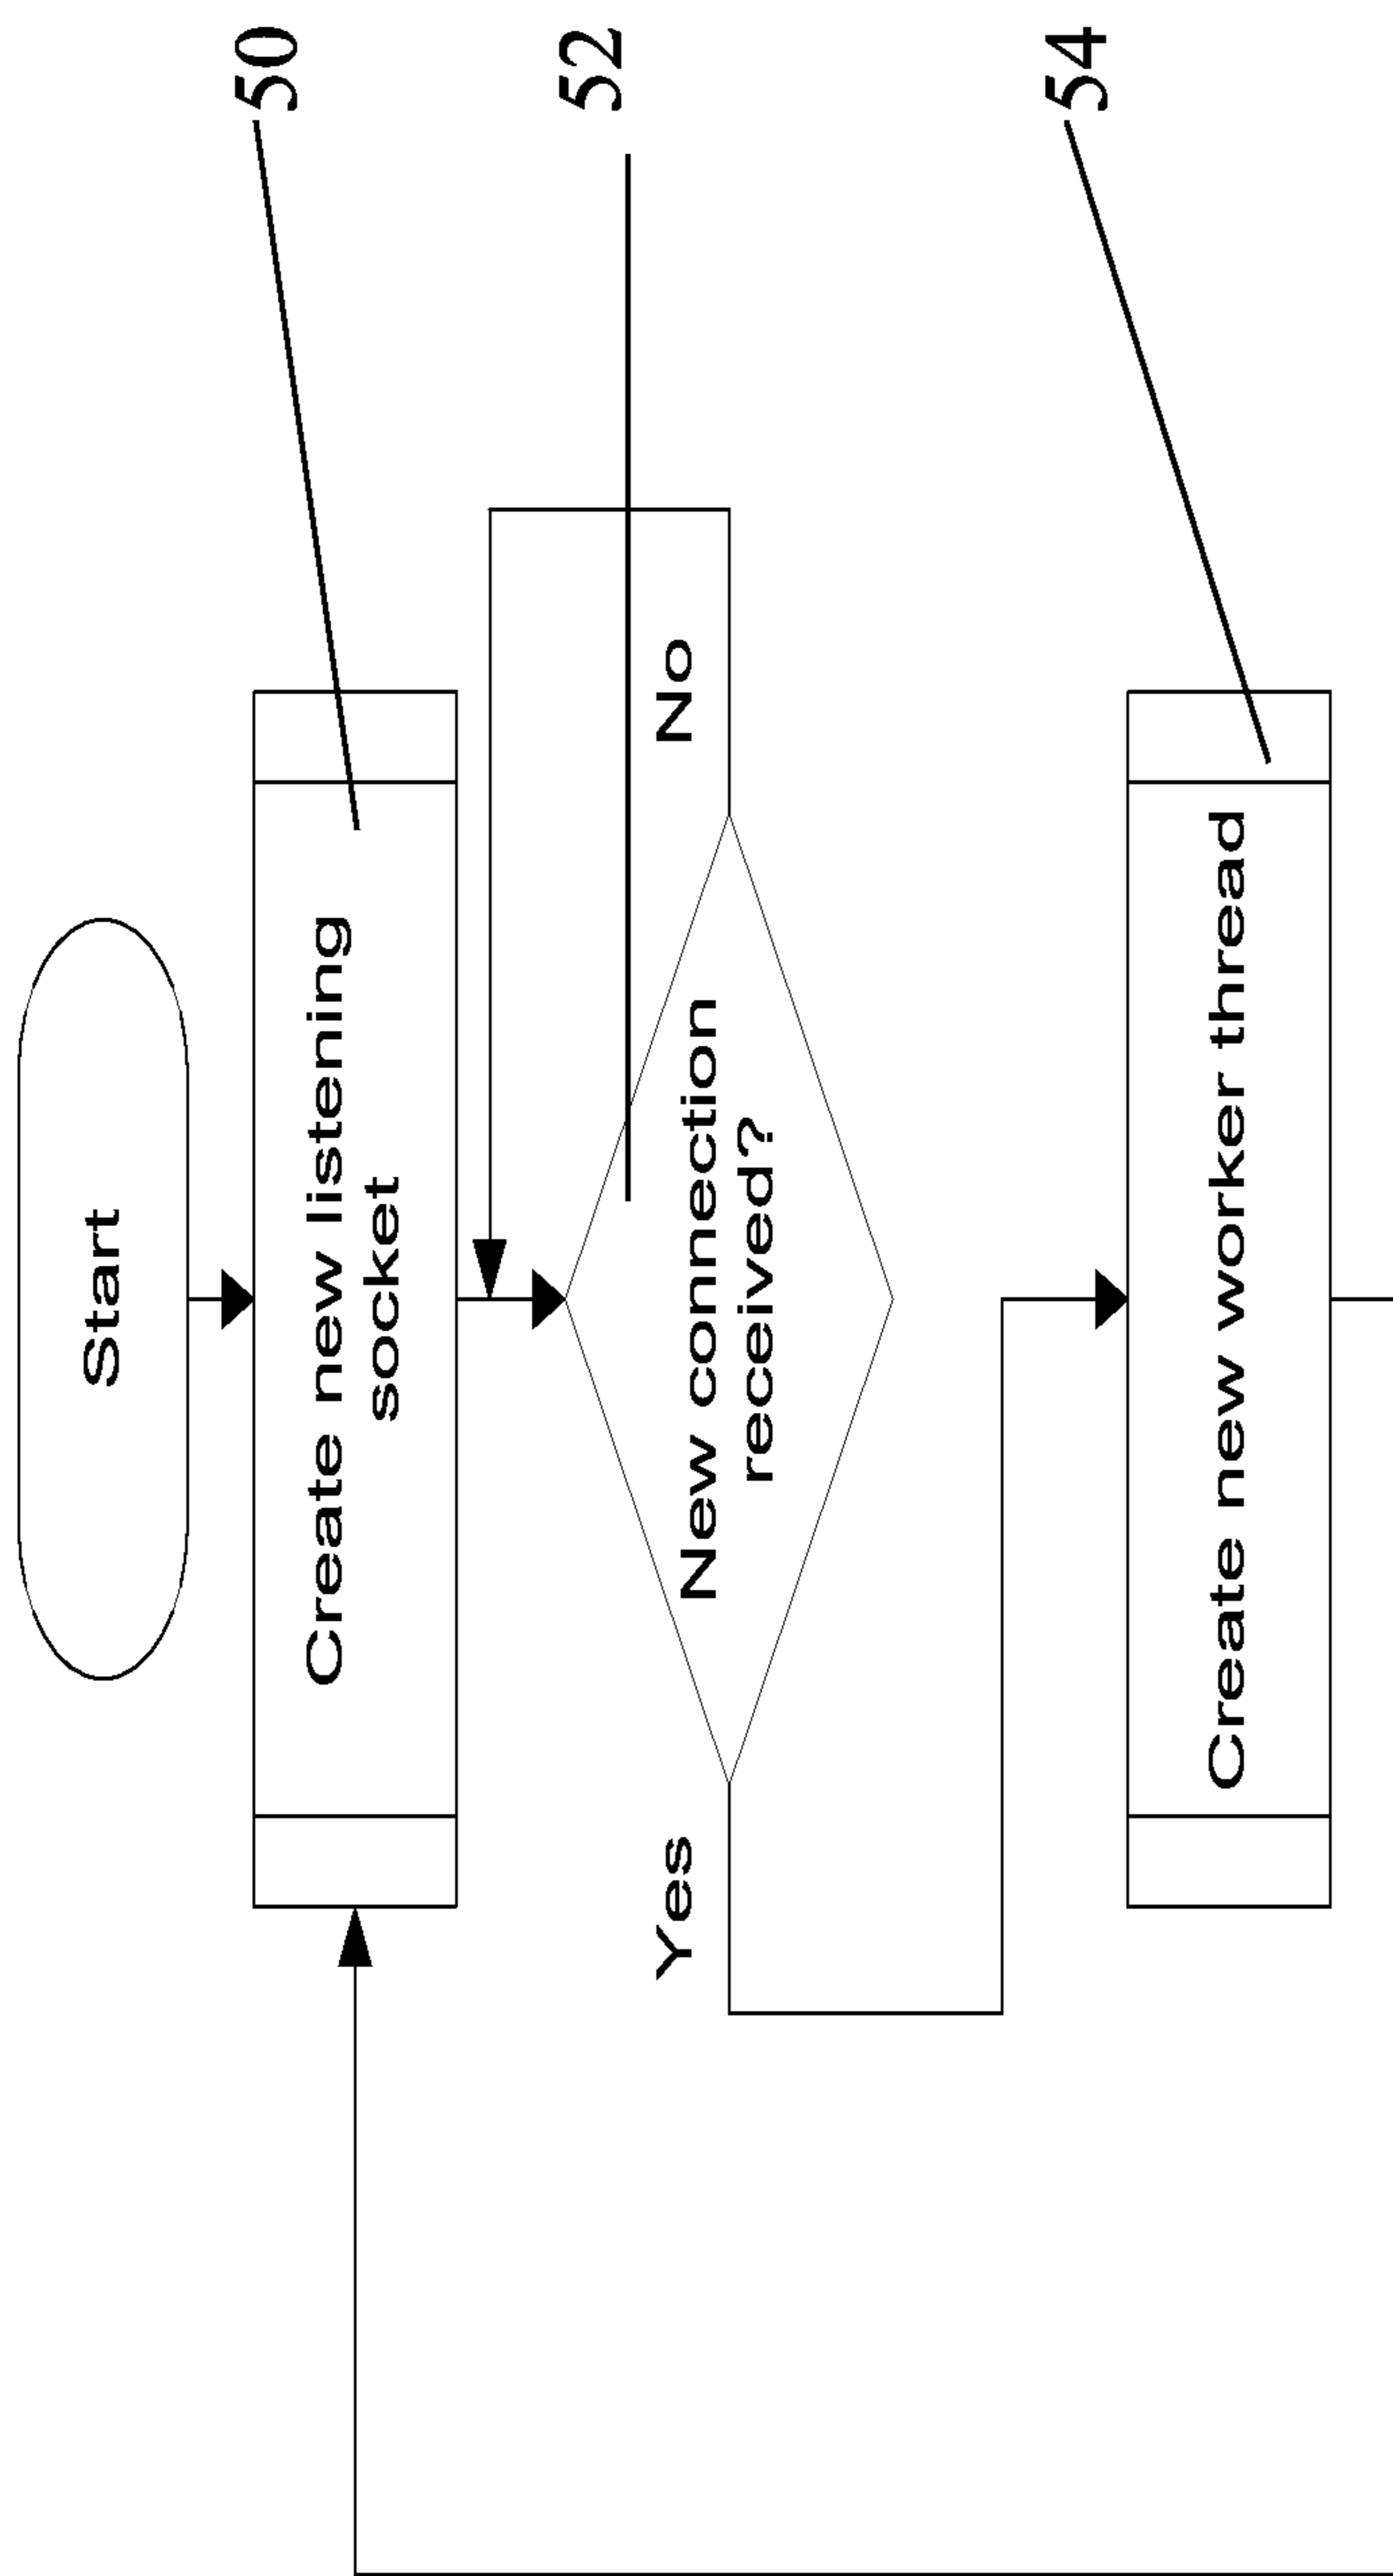 Start
50
Create new listening
socket
52
No
New connection
received?
Yes
54
Create new worker thread